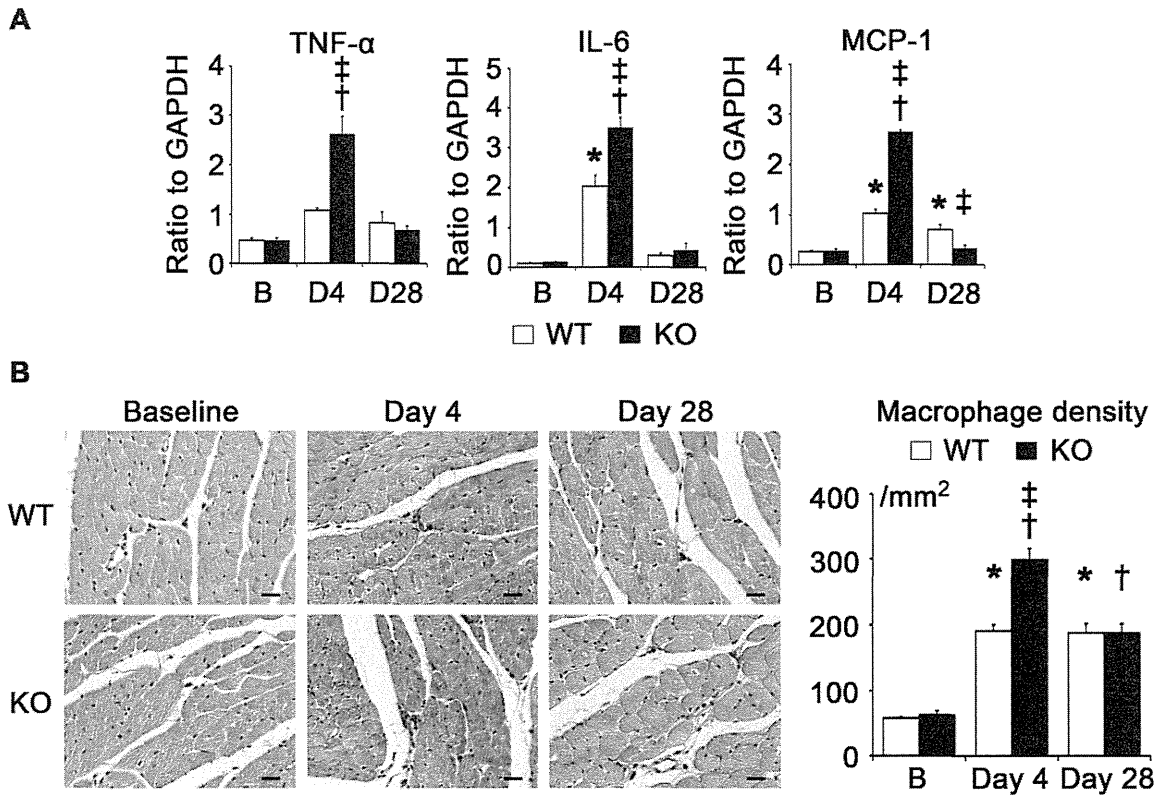 A
TNF-α
IL-6
MCP-1
Ratio to GAPDH
4
3
2
1
0
‡
†
B
D4
D28
Ratio to GAPDH
5
4
3
2
1
0
*
‡
†
B
D4
D28
Ratio to GAPDH
4
3
2
1
0
*
‡
†
* ‡
B
D4
D28
WT
KO
B
Baseline
Day 4
Day 28
WT
KO
Macrophage density
WT
KO
/mm²
400
300
200
100
0
*
‡
†
* †
B
Day 4
Day 28